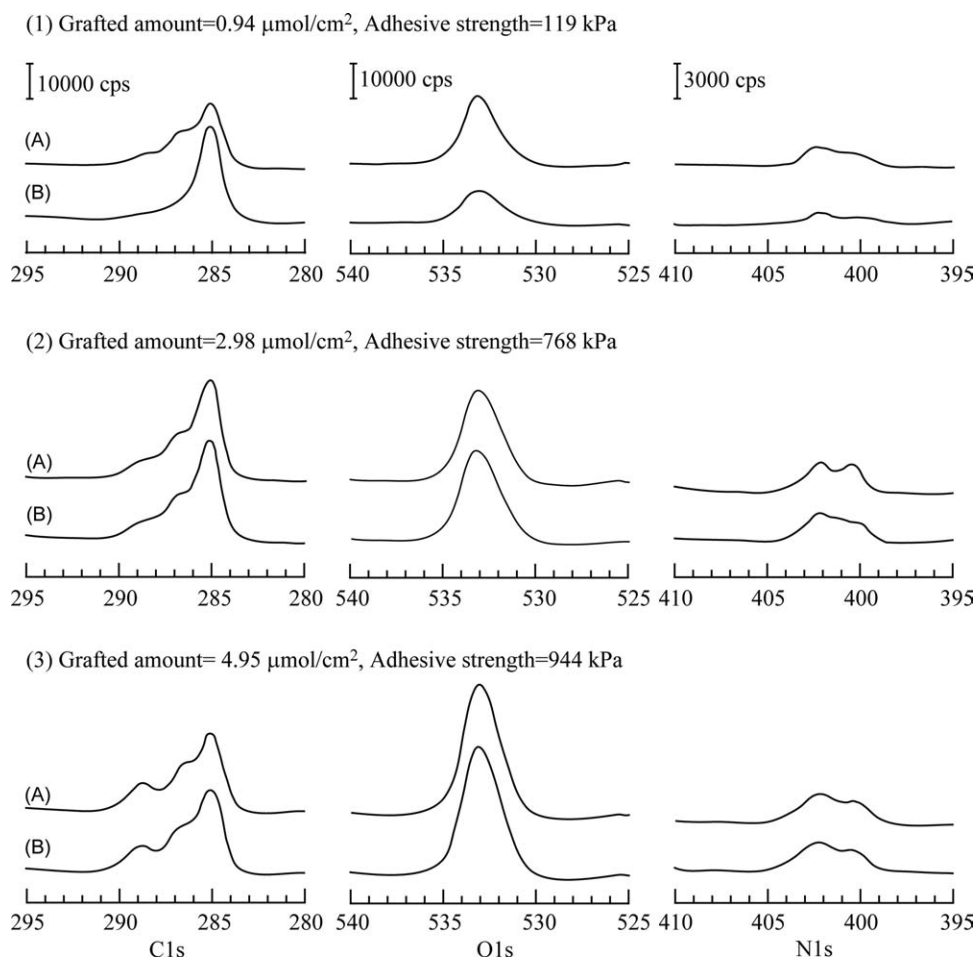 (1) Grafted amount=0.94 μmol/cm², Adhesive strength=119 kPa
10000 cps 10000 cps 3000 cps
(A)
(B)
295 290 285 280 540 535 530 525 410 405 400 395
(2) Grafted amount=2.98 μmol/cm², Adhesive strength=768 kPa
(A)
(B)
295 290 285 280 540 535 530 525 410 405 400 395
(3) Grafted amount= 4.95 μmol/cm², Adhesive strength=944 kPa
(A)
(B)
295 290 285 280 540 535 530 525 410 405 400 395
C1s O1s N1s